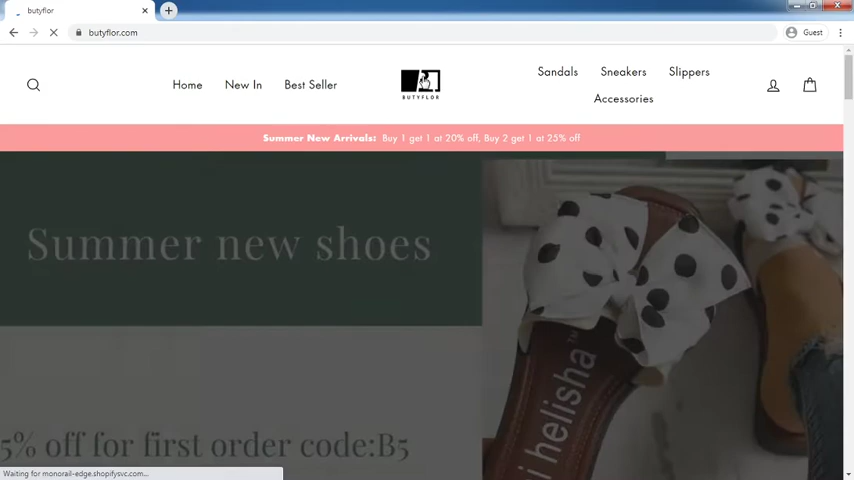 butyflor
butyflor.com
Guest
Home
New In
Best Seller
BUTYFLOR
Sandals
Sneakers
Slippers
Accessories
Summer New Arrivals: Buy 1 get 1 at 20% off, Buy 2 get 1 at 25% off
Summer new shoes
5% off for first order code:B5
i helisha™
Waiting for monorail-edge.shopifysvc.com...